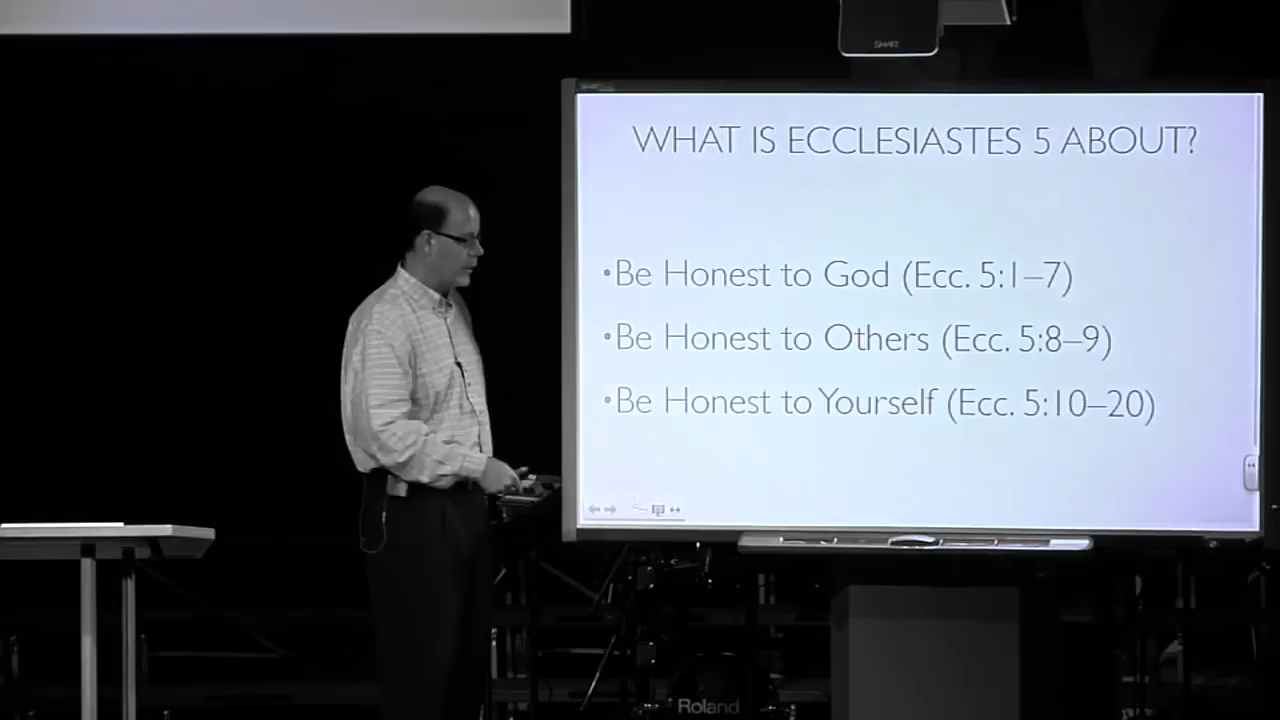 SMART
WHAT IS ECCLESIASTES 5 ABOUT?
•Be Honest to God (Ecc. 5:1–7)
•Be Honest to Others (Ecc. 5:8–9)
•Be Honest to Yourself (Ecc. 5:10–20)
Roland